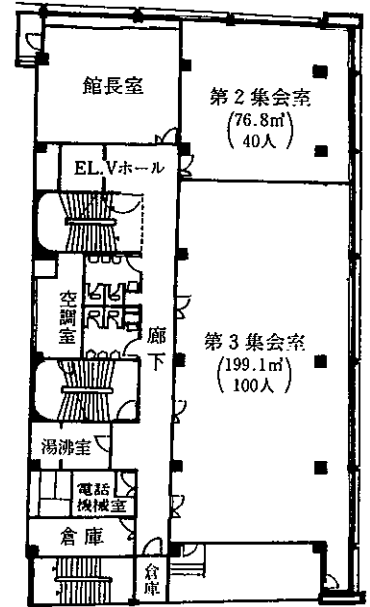 館長室
第2集会室
(76.8㎡
40人)
EL.Vホール
空調室
廊下
第3集会室
(199.1㎡
100人)
湯沸室
電話
機械室
倉庫
倉庫